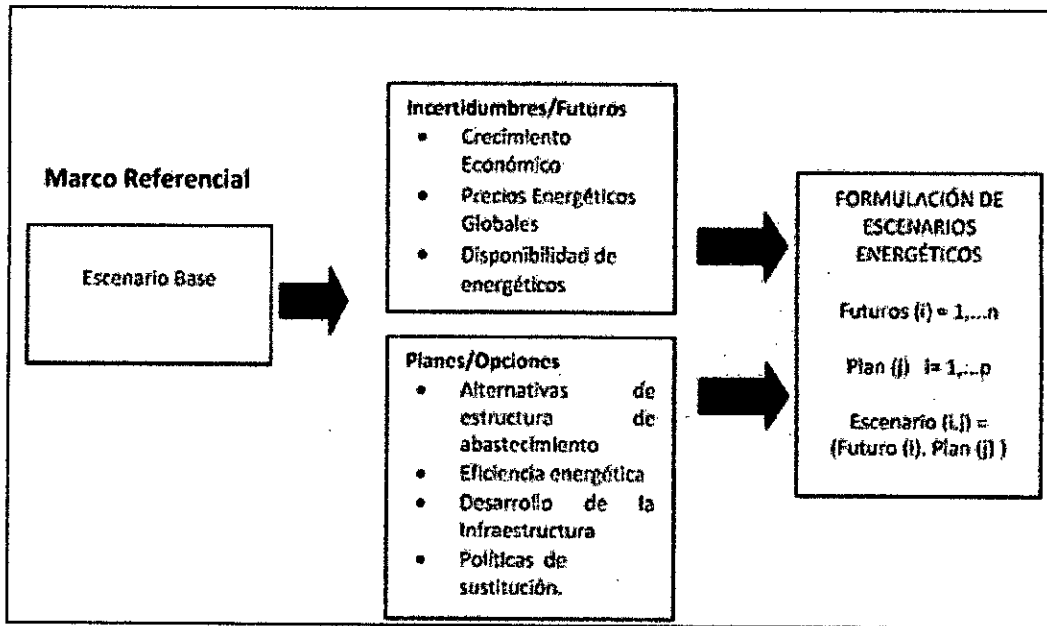 Marco Referencial
Escenario Base
Incertidumbres/Futuros
• Crecimiento
Económico
• Precios Energéticos
Globales
• Disponibilidad de
energéticos
Planes/Opciones
• Alternativas de
estructura de
abastecimiento
• Eficiencia energética
• Desarrollo de la
Infraestructura
• Políticas de
sustitución.
FORMULACIÓN DE
ESCENARIOS
ENERGÉTICOS
Futuros (i) = 1,...n
Plan (j) i= 1,...p
Escenario (i,j) =
(Futuro (i). Plan (j) )